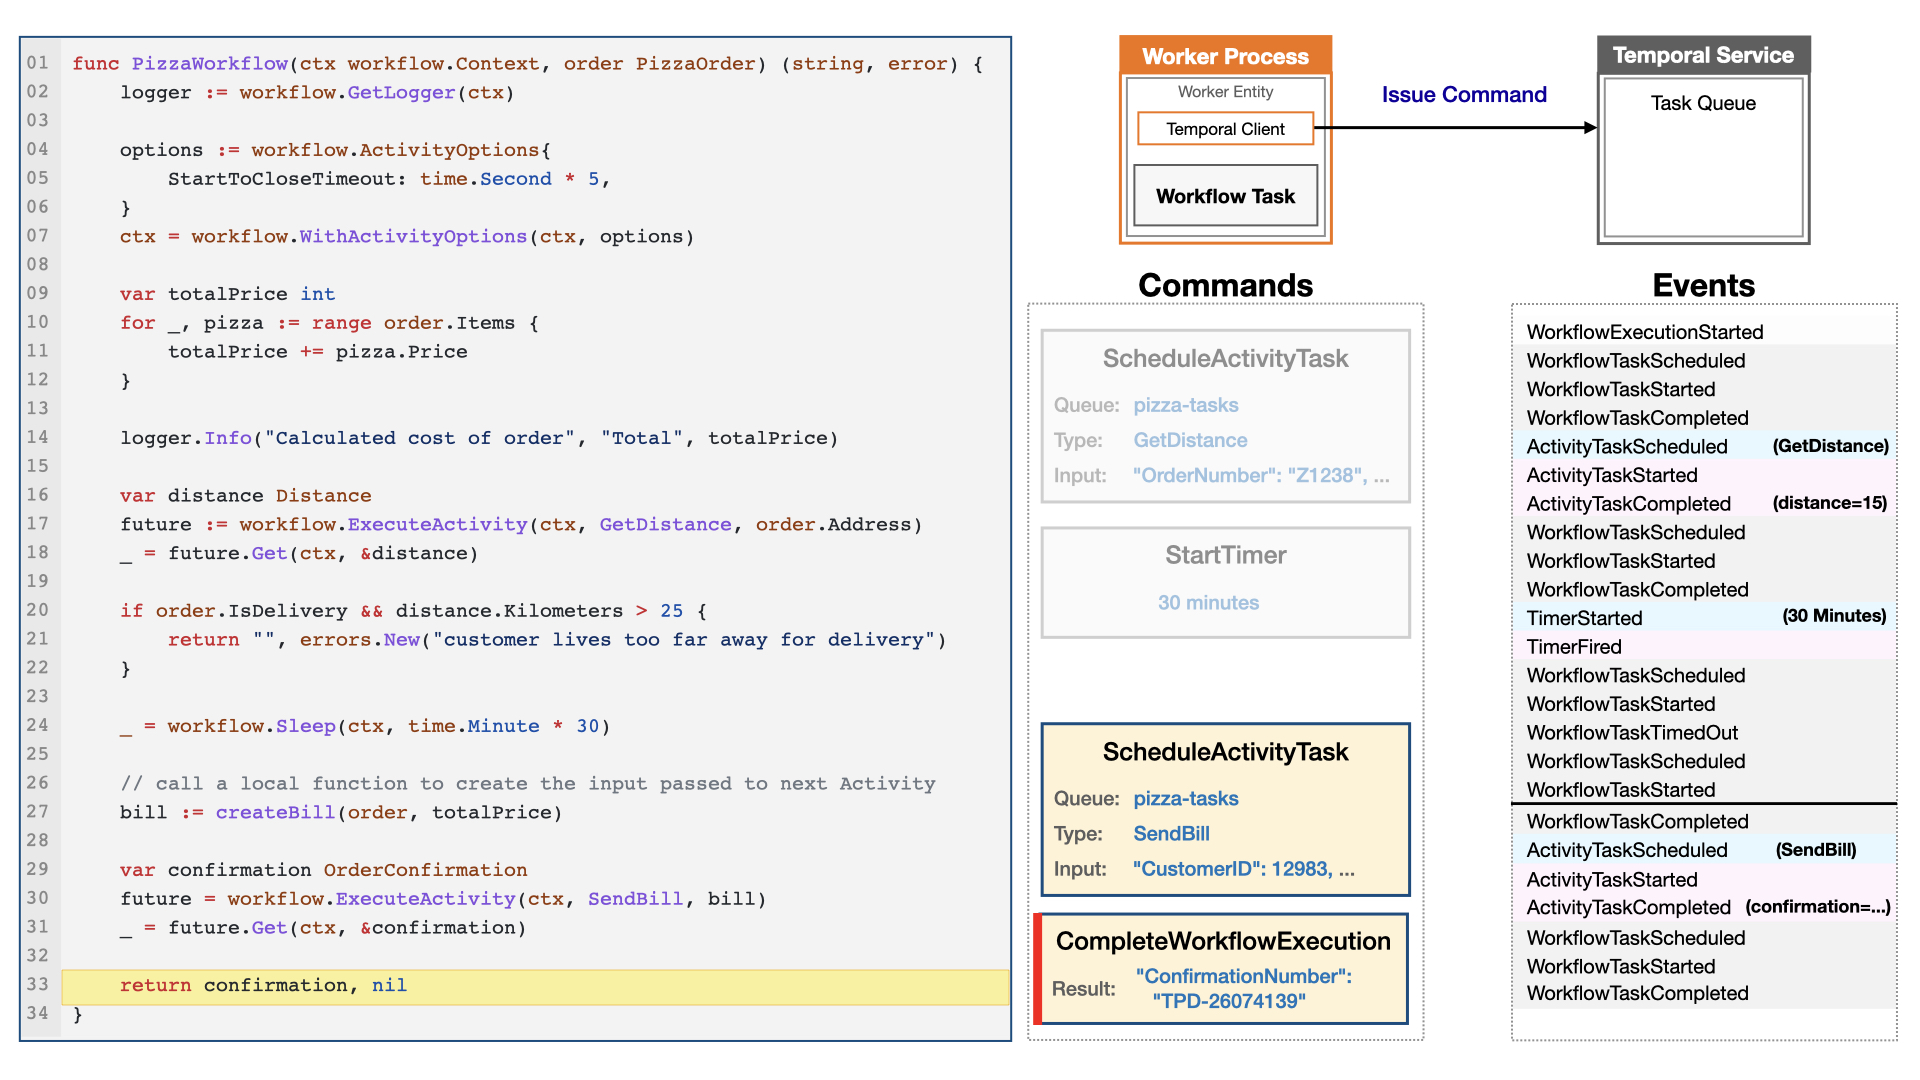 01 func PizzaWorkflow(ctx workflow.Context, order PizzaOrder) (string, error) {
02 logger := workflow.GetLogger(ctx)
03
04 options := workflow.ActivityOptions{
05 StartToCloseTimeout: time.Second * 5,
06 }
07 ctx = workflow.WithActivityOptions(ctx, options)
08
09 var totalPrice int
10 for _, pizza := range order.Items {
11 totalPrice += pizza.Price
12 }
13
14 logger.Info("Calculated cost of order", "Total", totalPrice)
15
16 var distance Distance
17 future := workflow.ExecuteActivity(ctx, GetDistance, order.Address)
18 _ = future.Get(ctx, &distance)
19
20 if order.IsDelivery && distance.Kilometers > 25 {
21 return "", errors.New("customer lives too far away for delivery")
22 }
23
24 _ = workflow.Sleep(ctx, time.Minute * 30)
25
26 // call a local function to create the input passed to next Activity
27 bill := createBill(order, totalPrice)
28
29 var confirmation OrderConfirmation
30 future = workflow.ExecuteActivity(ctx, SendBill, bill)
31 _ = future.Get(ctx, &confirmation)
32
33 return confirmation, nil
34 }
Worker Process
Worker Entity
Temporal Client
Workflow Task
Issue Command
Temporal Service
Task Queue
Commands
ScheduleActivityTask
Queue: pizza-tasks
Type: GetDistance
Input: "OrderNumber": "Z1238", ...
StartTimer
30 minutes
ScheduleActivityTask
Queue: pizza-tasks
Type: SendBill
Input: "CustomerID": 12983, ...
CompleteWorkflowExecution
Result: "ConfirmationNumber":
"TPD-26074139"
Events
WorkflowExecutionStarted
WorkflowTaskScheduled
WorkflowTaskStarted
WorkflowTaskCompleted
ActivityTaskScheduled (GetDistance)
ActivityTaskStarted
ActivityTaskCompleted (distance=15)
WorkflowTaskScheduled
WorkflowTaskStarted
WorkflowTaskCompleted
TimerStarted (30 Minutes)
TimerFired
WorkflowTaskScheduled
WorkflowTaskStarted
WorkflowTaskTimedOut
WorkflowTaskScheduled
WorkflowTaskStarted
WorkflowTaskCompleted
ActivityTaskScheduled (SendBill)
ActivityTaskStarted
ActivityTaskCompleted (confirmation=...)
WorkflowTaskScheduled
WorkflowTaskStarted
WorkflowTaskCompleted